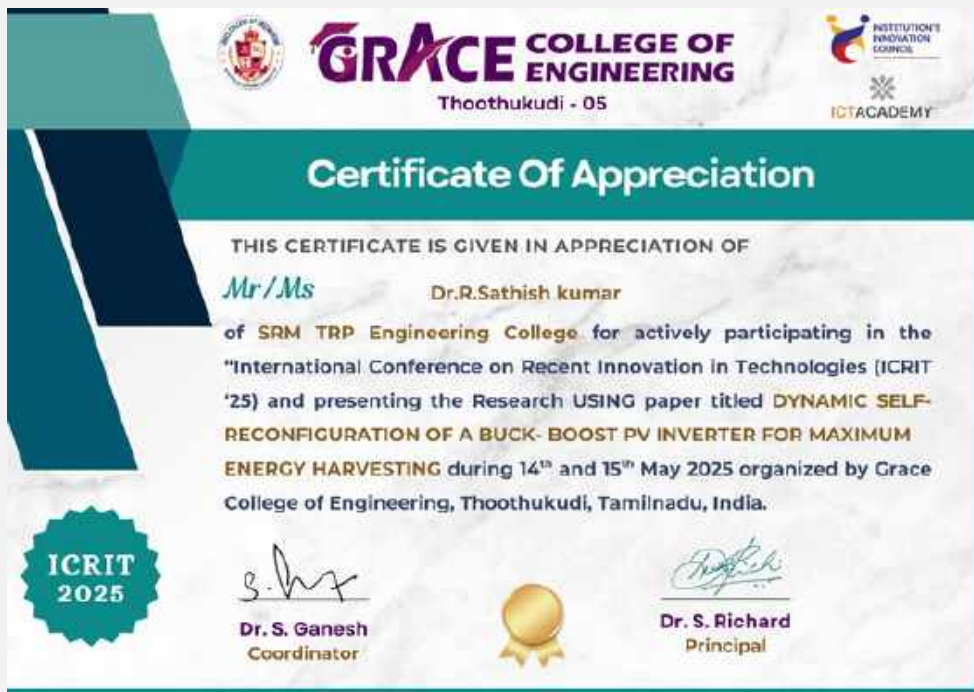 GRACE COLLEGE OF
ENGINEERING
Thoothukudi - 05
INSTITUTION'S
INNOVATION
COUNCIL
ICTACADEMY
Certificate Of Appreciation
THIS CERTIFICATE IS GIVEN IN APPRECIATION OF
Mr/Ms Dr.R.Sathish kumar
of SRM TRP Engineering College for actively participating in the
"International Conference on Recent Innovation in Technologies (ICRIT
'25) and presenting the Research USING paper titled DYNAMIC SELF-
RECONFIGURATION OF A BUCK- BOOST PV INVERTER FOR MAXIMUM
ENERGY HARVESTING during 14th and 15th May 2025 organized by Grace
College of Engineering, Thoothukudi, Tamilnadu, India.
ICRIT
2025
Dr. S. Ganesh
Coordinator
Dr. S. Richard
Principal